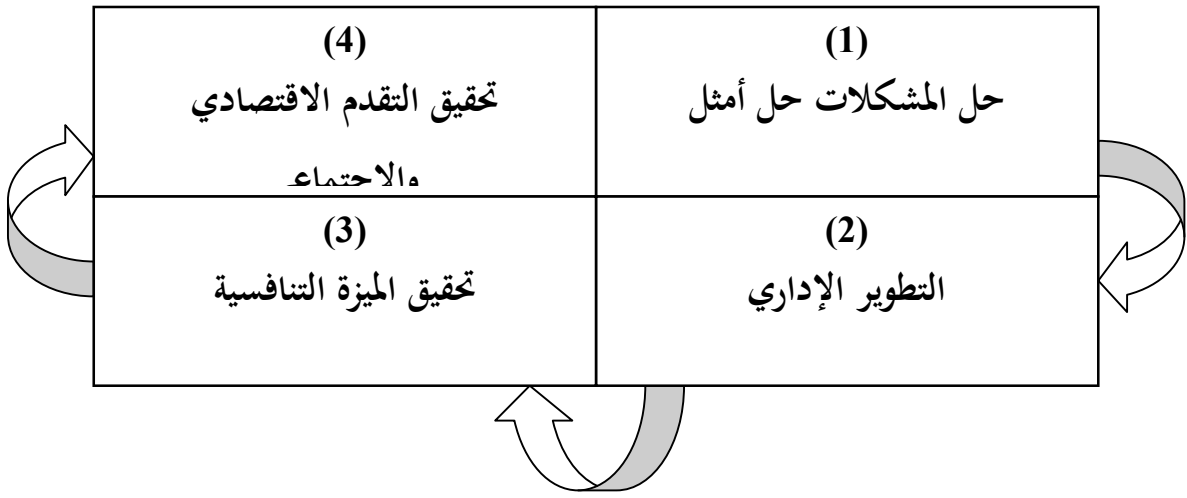 (1)
حل المشكلات حل أمثل
(2)
التطوير الإداري
(3)
تحقيق الميزة التنافسية
(4)
تحقيق التقدم الاقتصادي